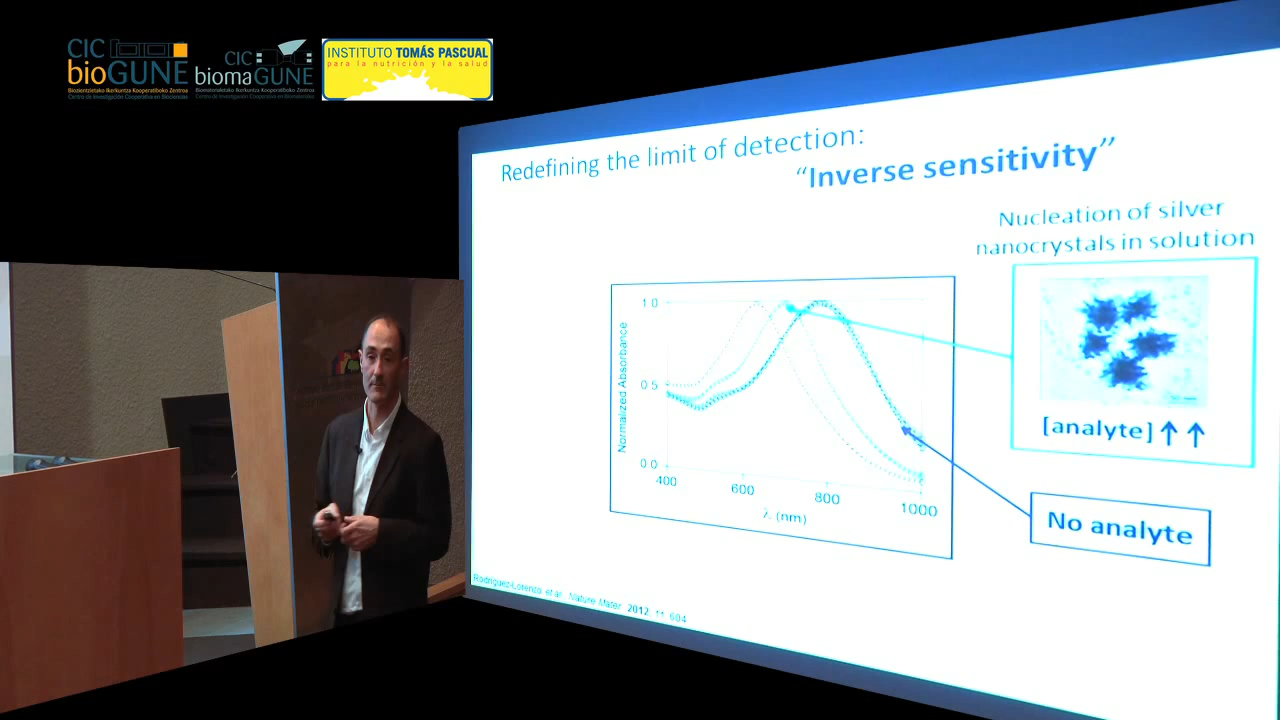 CIC
bioGUNE
Biozientzietako Ikerkuntza Kooperatiboko Zentroa
Centro de Investigación Cooperativa en Biociencias
CIC
biomaGUNE
Biomaterialetako Ikerkuntza Kooperatiboko Zentroa
Centro de Investigación Cooperativa en Biomateriales
INSTITUTO TOMÁS PASCUAL
para la nutrición y la salud
Redefining the limit of detection:
“Inverse sensitivity”
Nucleation of silver
nanocrystals in solution
[analyte]↑↑
No analyte
Normalized Absorbance
1.0
0.5
0.0
400
600
800
1000
λ (nm)
Rodríguez-Lorenzo, et al., Nature Mater. 2012, 11, 604